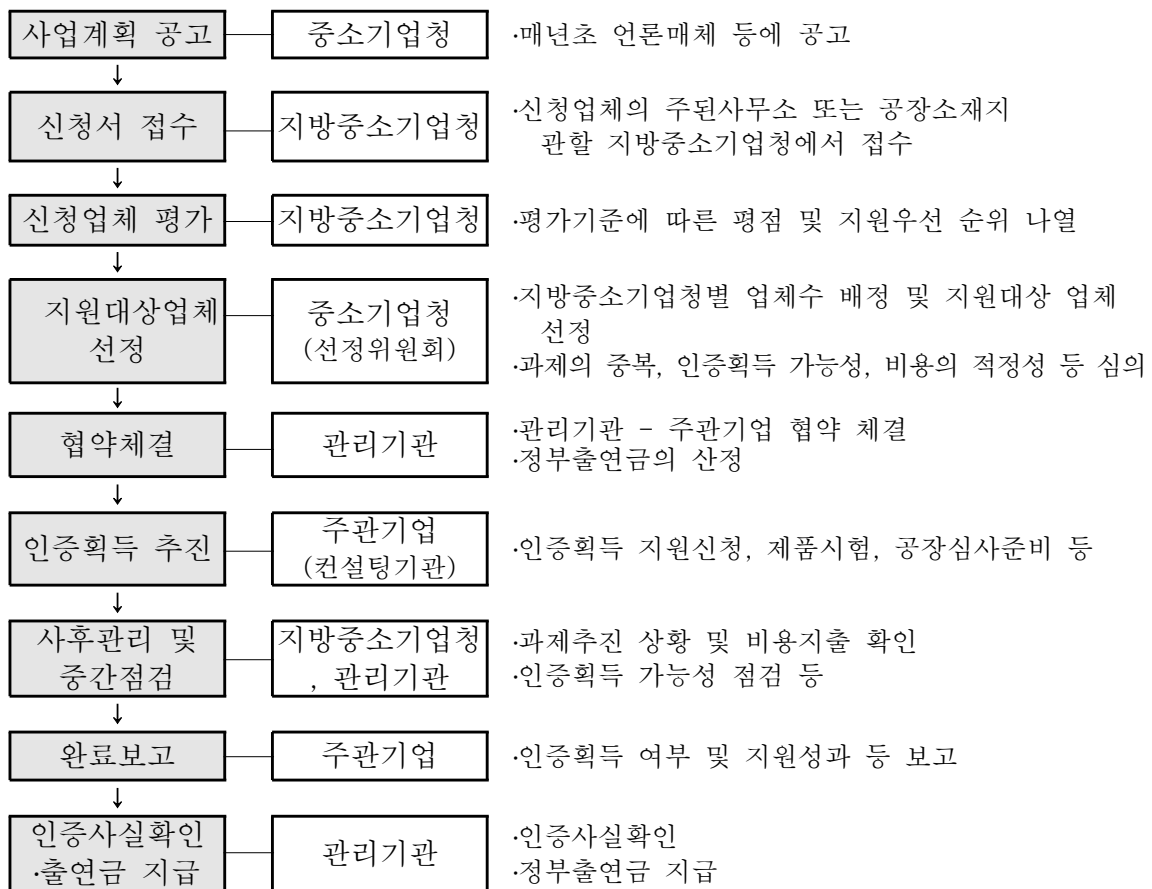 사업계획 공고
중소기업청
·매년초 언론매체 등에 공고
↓
신청서 접수
지방중소기업청
·신청업체의 주된사무소 또는 공장소재지
관할 지방중소기업청에서 접수
↓
신청업체 평가
지방중소기업청
·평가기준에 따른 평점 및 지원우선 순위 나열
↓
지원대상업체
선정
중소기업청
(선정위원회)
·지방중소기업청별 업체수 배정 및 지원대상 업체
선정
·과제의 중복, 인증획득 가능성, 비용의 적정성 등 심의
↓
협약체결
관리기관
·관리기관 - 주관기업 협약 체결
·정부출연금의 산정
↓
인증획득 추진
주관기업
(컨설팅기관)
·인증획득 지원신청, 제품시험, 공장심사준비 등
↓
사후관리 및
중간점검
지방중소기업청
, 관리기관
·과제추진 상황 및 비용지출 확인
·인증획득 가능성 점검 등
↓
완료보고
주관기업
·인증획득 여부 및 지원성과 등 보고
↓
인증사실확인
·출연금 지급
관리기관
·인증사실확인
·정부출연금 지급